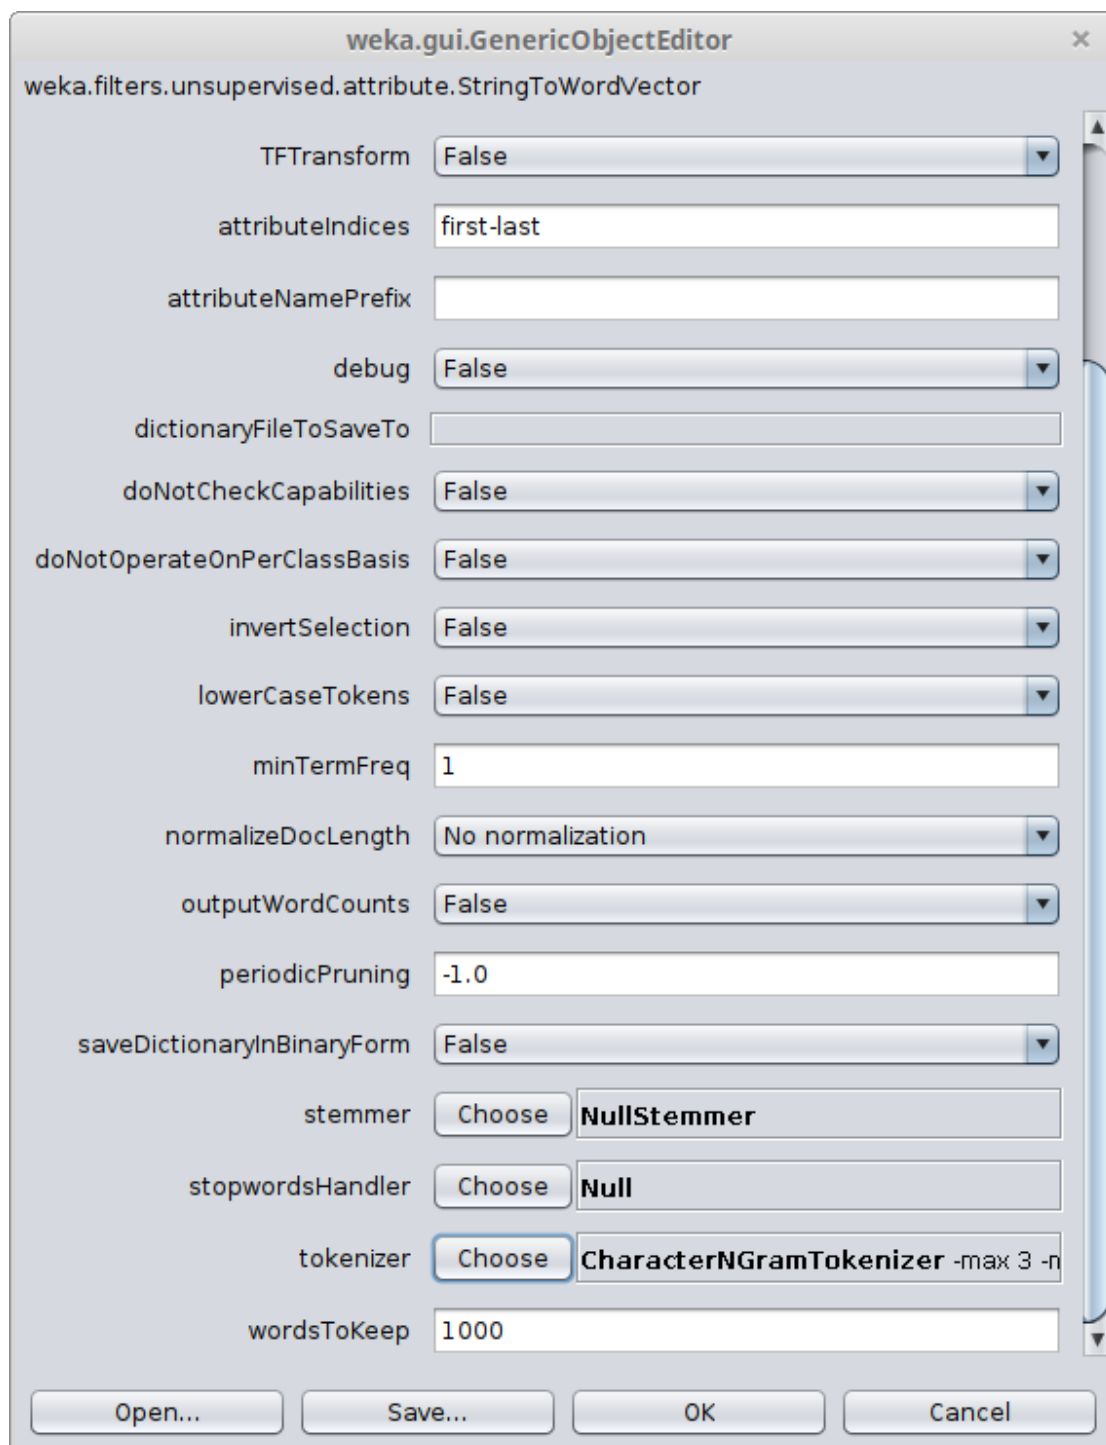 weka.gui.GenericObjectEditor
weka.filters.unsupervised.attribute.StringToWordVector
TFTransform False
attributeIndices first-last
attributeNamePrefix
debug False
dictionaryFileToSaveTo
doNotCheckCapabilities False
doNotOperateOnPerClassBasis False
invertSelection False
lowerCaseTokens False
minTermFreq 1
normalizeDocLength No normalization
outputWordCounts False
periodicPruning -1.0
saveDictionaryInBinaryForm False
stemmer Choose NullStemmer
stopwordsHandler Choose Null
tokenizer Choose CharacterNGramTokenizer -max 3
wordsToKeep 1000
Open... Save... OK Cancel